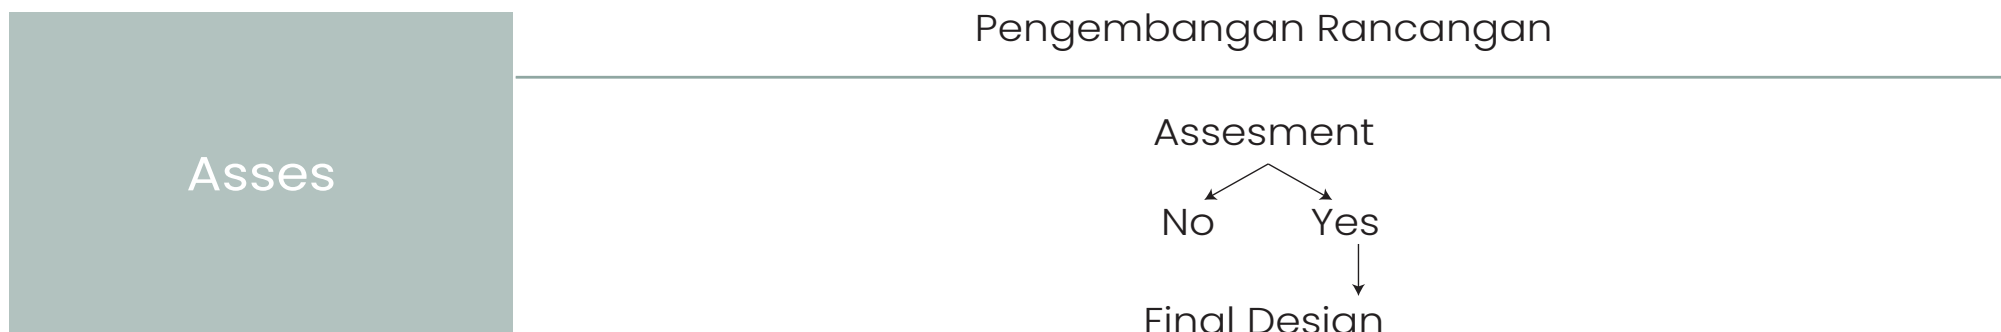 Pengembangan Rancangan
Asses
Assesment
No Yes
Final Design